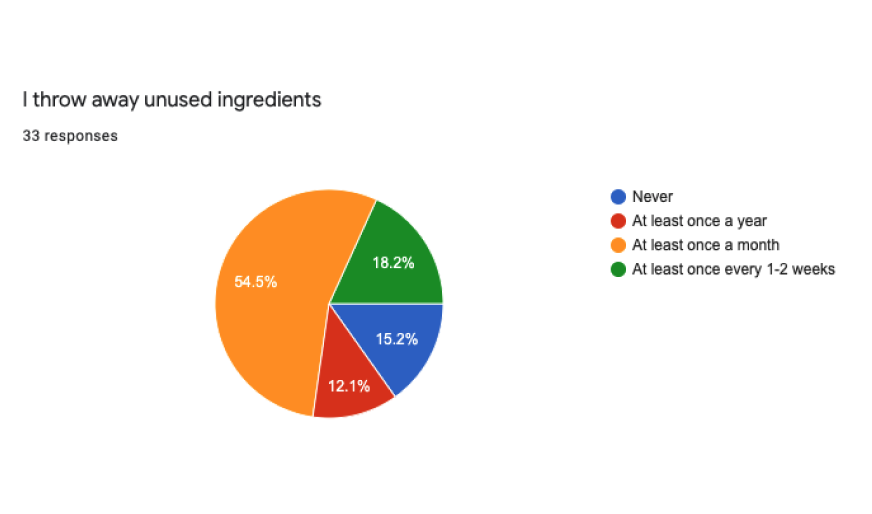 I throw away unused ingredients
33 responses
Never
At least once a year
At least once a month
At least once every 1-2 weeks
18.2%
54.5%
15.2%
12.1%